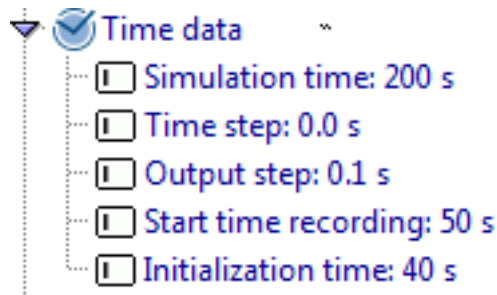 Time data
Simulation time: 200 s
Time step: 0.0 s
Output step: 0.1 s
Start time recording: 50 s
Initialization time: 40 s